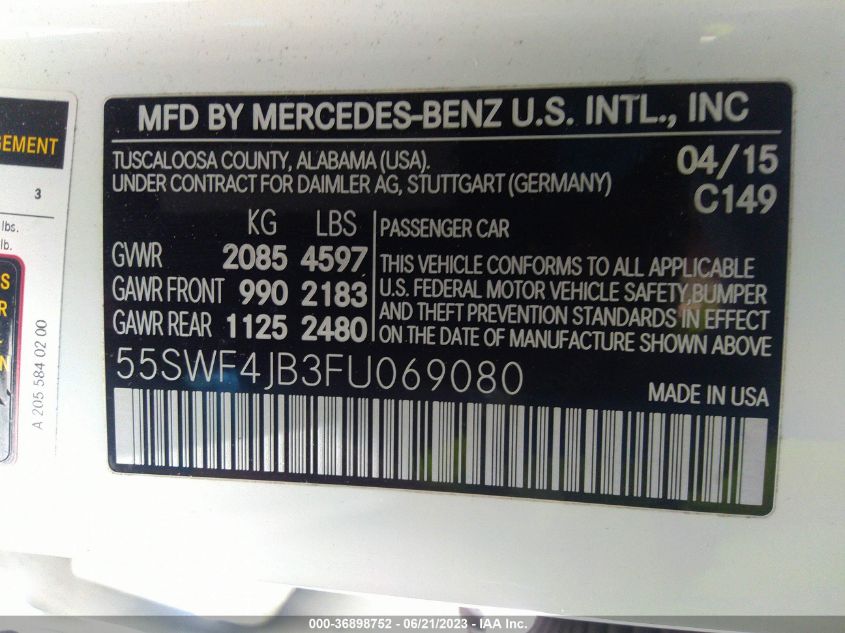 GEMENT
3
lbs.
lb.
S
R
A 205 584 02 00
MFD BY MERCEDES-BENZ U.S. INTL., INC
TUSCALOOSA COUNTY, ALABAMA (USA).
UNDER CONTRACT FOR DAIMLER AG, STUTTGART (GERMANY)
04/15
C149
KG LBS
GVWR 2085 4597
GAWR FRONT 990 2183
GAWR REAR 1125 2480
PASSENGER CAR
THIS VEHICLE CONFORMS TO ALL APPLICABLE
U.S. FEDERAL MOTOR VEHICLE SAFETY,BUMPER
AND THEFT PREVENTION STANDARDS IN EFFECT
ON THE DATE OF MANUFACTURE SHOWN ABOVE
55SWF4JB3FU069080
MADE IN USA
000-36898752 - 06/21/2023 - IAA Inc.